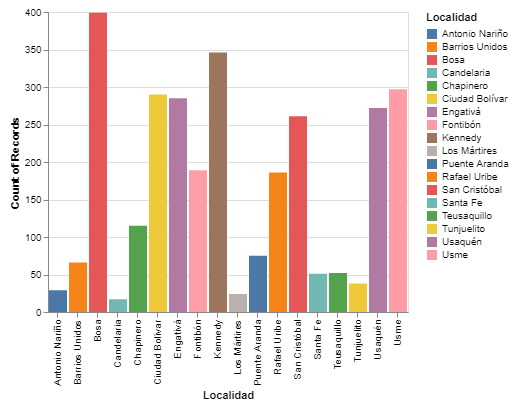 Count of Records
400
350
300
250
200
150
100
50
0
Antonio Nariño
Barrios Unidos
Bosa
Candelaria
Chapinero
Ciudad Bolívar
Engativá
Fontibón
Kennedy
Los Mártires
Puente Aranda
Rafael Uribe
San Cristóbal
Santa Fe
Teusaquillo
Tunjuelito
Usaquén
Usme
Localidad
Localidad
Antonio Nariño
Barrios Unidos
Bosa
Candelaria
Chapinero
Ciudad Bolívar
Engativá
Fontibón
Kennedy
Los Mártires
Puente Aranda
Rafael Uribe
San Cristóbal
Santa Fe
Teusaquillo
Tunjuelito
Usaquén
Usme